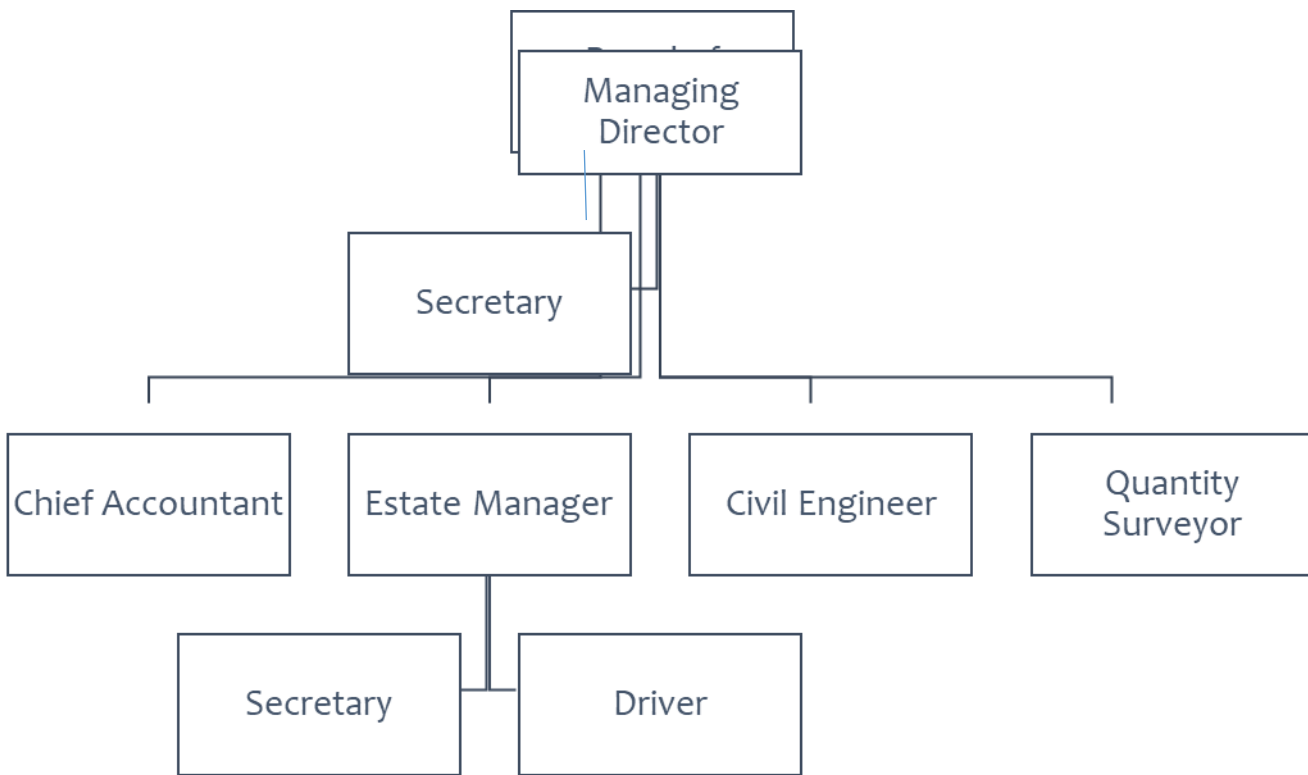 Managing
Director
Secretary
Chief Accountant
Estate Manager
Civil Engineer
Quantity
Surveyor
Secretary
Driver